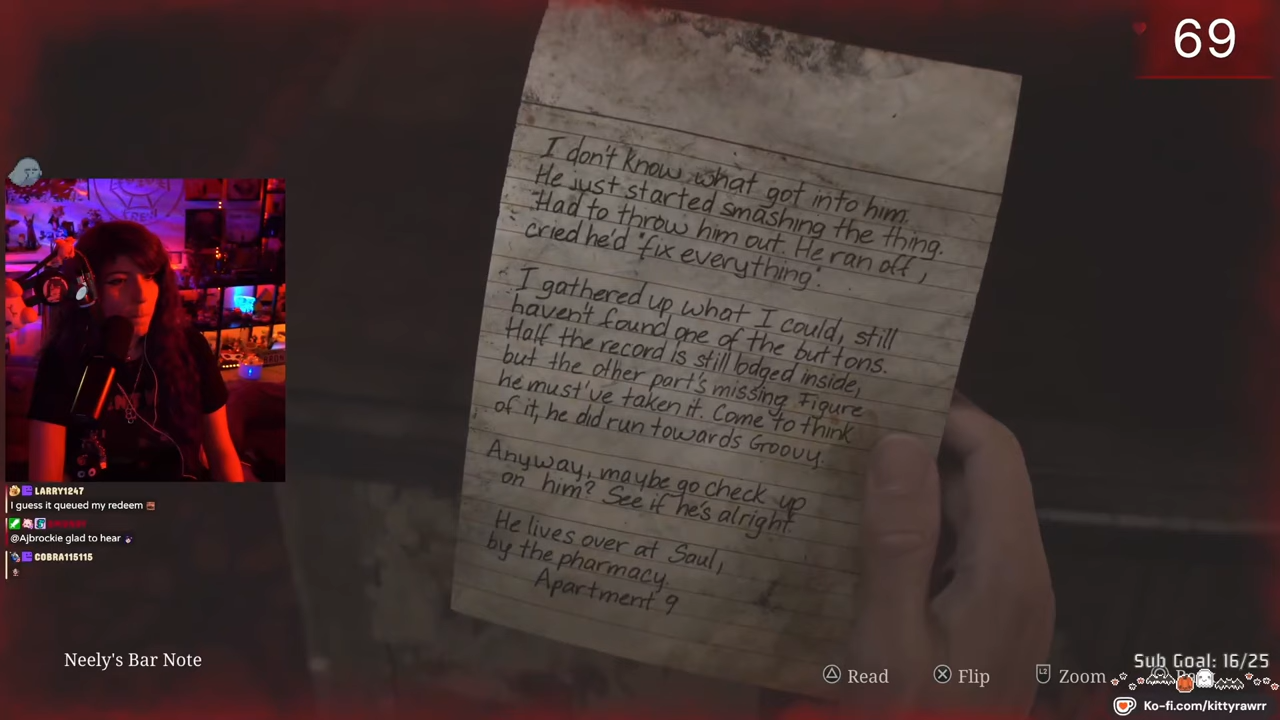 69
I don't know what got into him.
He just started smashing the thing.
Had to throw him out. He ran off,
cried he'd "fix everything".
I gathered up what I could, still
haven't found one of the buttons.
Half the record is still lodged inside,
but the other part's missing. Figure
he must've taken it. Come to think
of it, he did run towards Groovy.
Anyway, maybe go check up
on him? See if he's alright.
He lives over at Saul,
by the pharmacy.
Apartment 9
LARRY1247
I guess it queued my redeem
@Ajbrockie glad to hear
COBRA115115
Neely's Bar Note
Read
Flip
L2 Zoom
Sub Goal: 16/25
Ko-fi.com/kittyrawrr